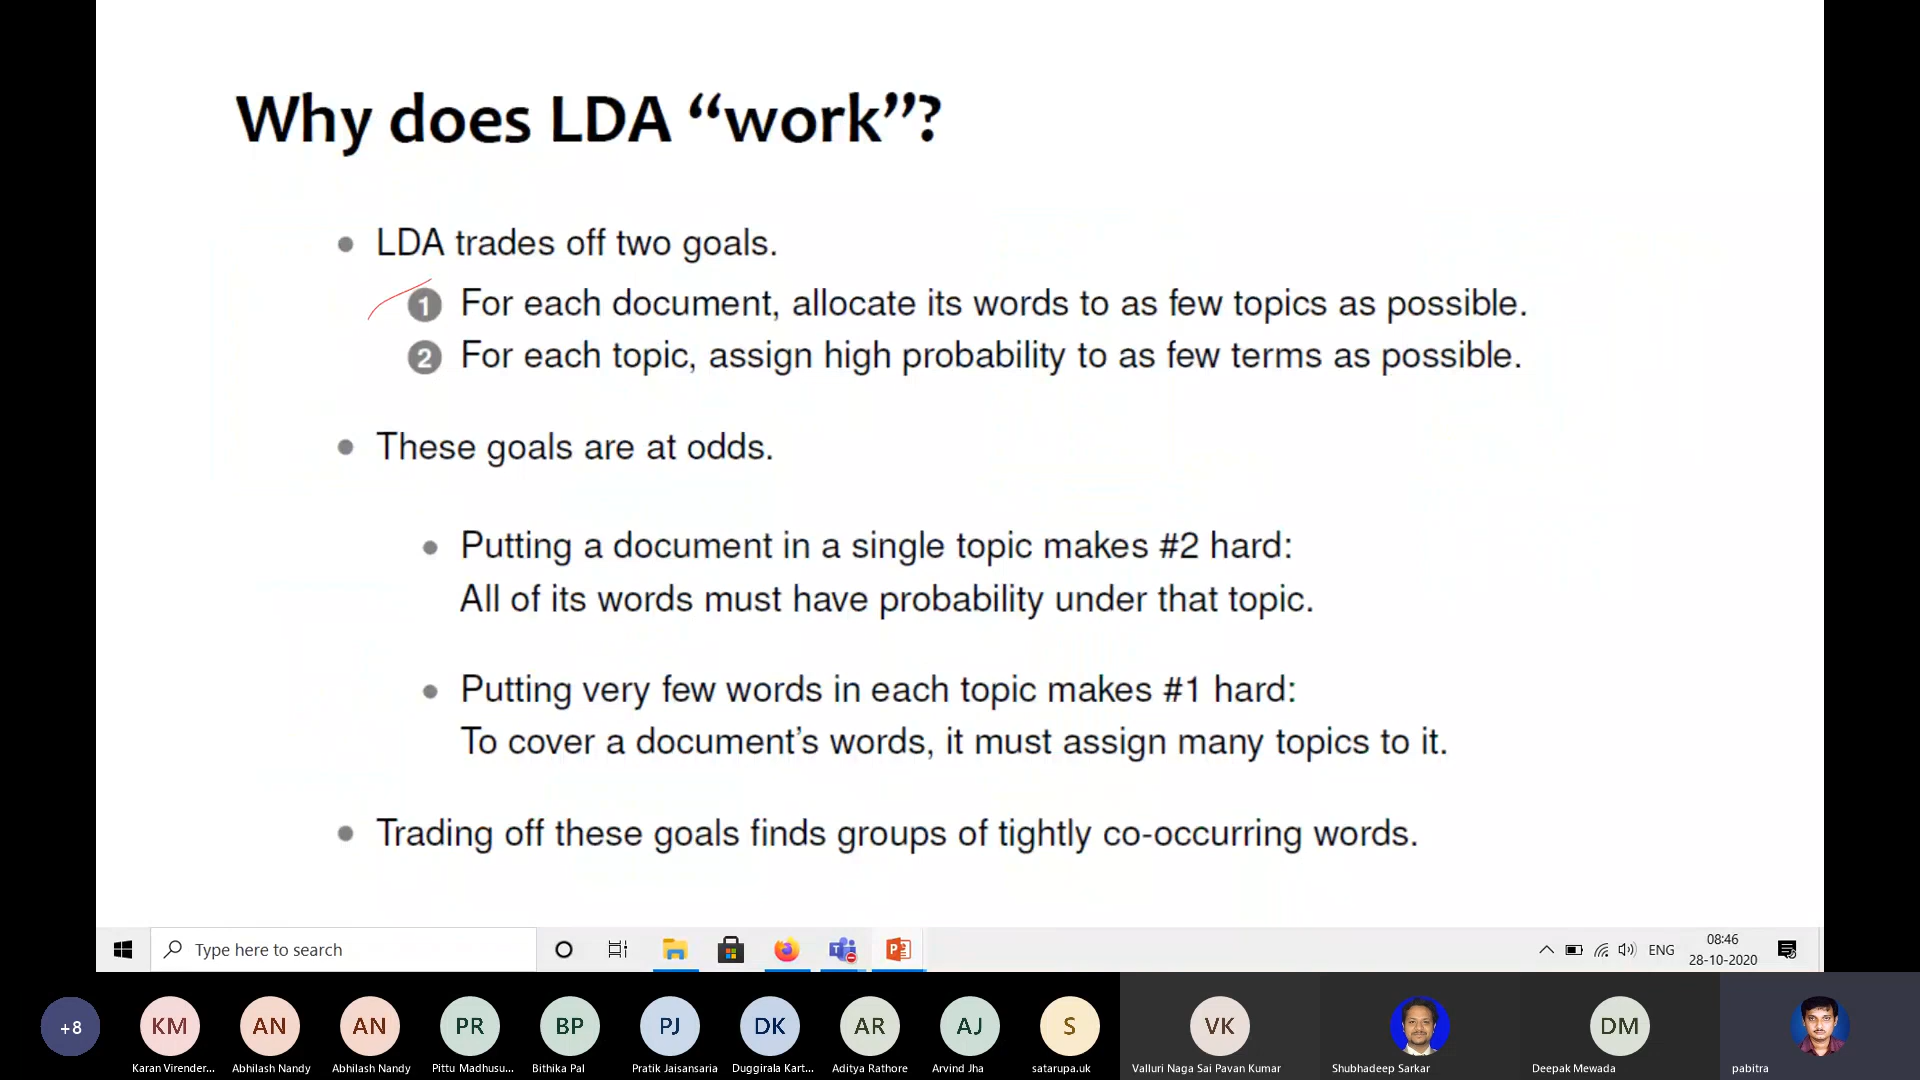 Why does LDA “work”?
LDA trades off two goals.
1 For each document, allocate its words to as few topics as possible.
2 For each topic, assign high probability to as few terms as possible.
These goals are at odds.
Putting a document in a single topic makes #2 hard:
All of its words must have probability under that topic.
Putting very few words in each topic makes #1 hard:
To cover a document’s words, it must assign many topics to it.
Trading off these goals finds groups of tightly co-occurring words.
Type here to search
ENG
08:46
28-10-2020
+8 KM AN AN PR BP PJ DK AR AJ S VK DM
Karan Virender... Abhilash Nandy Abhilash Nandy Pittu Madhusu... Bithika Pal Pratik Jaisansaria Duggirala Kart... Aditya Rathore Arvind Jha satarupa.uk Valluri Naga Sai Pavan Kumar Shubhadeep Sarkar Deepak Mewada pabitra